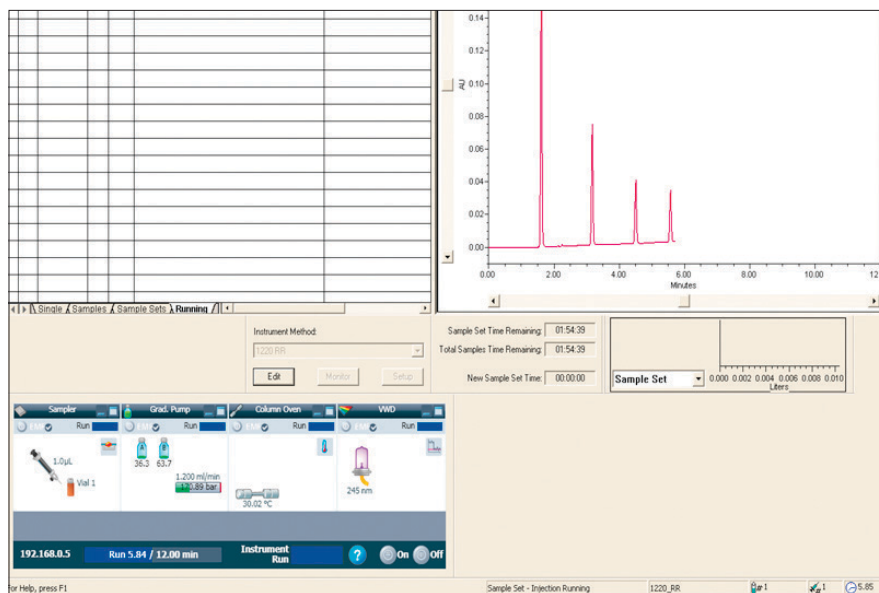 0.14
0.12
0.10
AU
0.08
0.06
0.04
0.02
0.00
0.00 2.00 4.00 6.00 8.00 10.00
Minutes
Single Samples Sample Sets Running
Instrument Method:
1220 RR
Edit Monitor Setup
Sample Set Time Remaining: 01:54:39
Total Samples Time Remaining: 01:54:39
New Sample Set Time: 00:00:00
Sample Set
0.000 0.002 0.004 0.006 0.008 0.010
Liters
Sampler Grad. Pump Column Oven VWD
EMF Run EMF Run EMF Run EMF Run
1.0µL
Vial 1
A B
36.3 63.7
1.200 ml/min
30.02 °C
245 nm
192.168.0.5 Run 5.84 / 12.00 min Instrument Run ? On Off
For Help, press F1 Sample Set - Injection Running 1220_RR #1 1 5.85